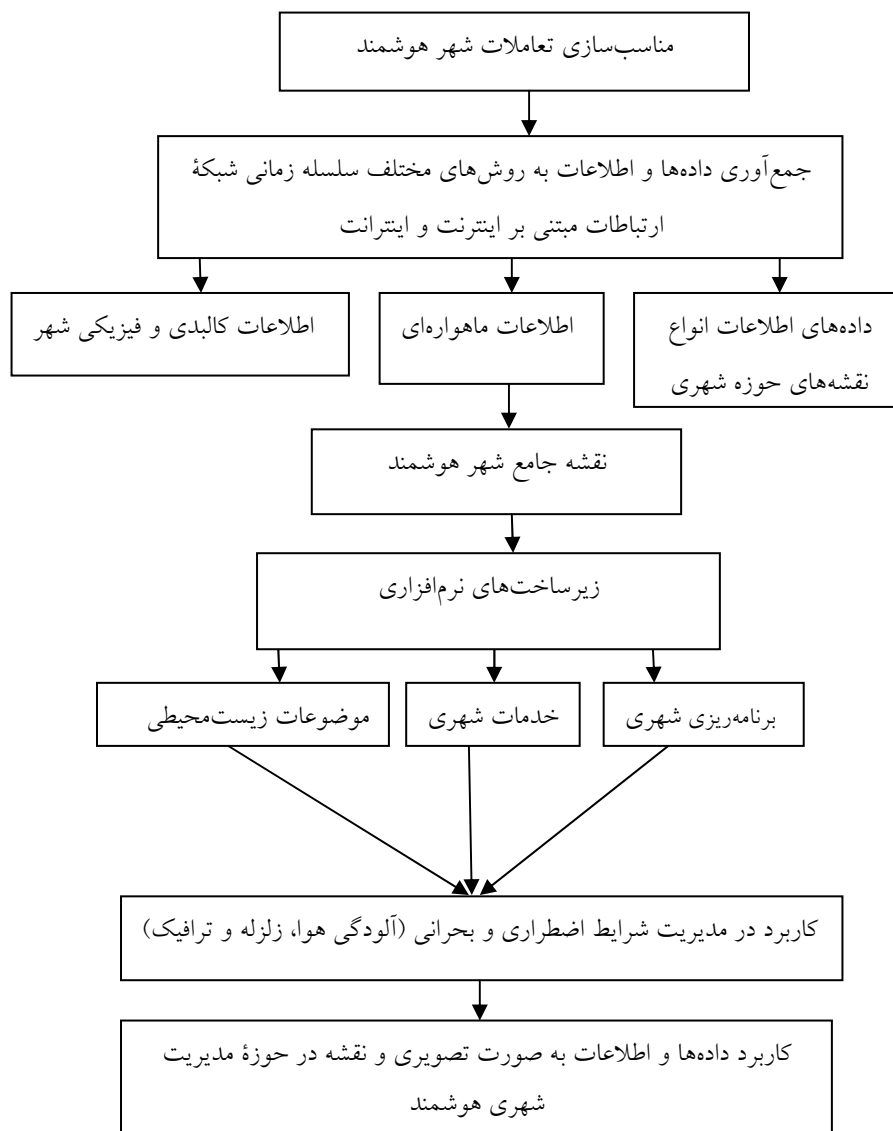 مناسب‌سازی تعاملات شهر هوشمند
جمع‌آوری داده‌ها و اطلاعات به روش‌های مختلف سلسله زمانی شبکۀ
ارتباطات مبتنی بر اینترنت و اینترانت
داده‌های اطلاعات انواع
نقشه‌های حوزه شهری
اطلاعات ماهواره‌ای
اطلاعات کالبدی و فیزیکی شهر
نقشه جامع شهر هوشمند
زیرساخت‌های نرم‌افزاری
برنامه‌ریزی شهری
خدمات شهری
موضوعات زیست‌محیطی
کاربرد در مدیریت شرایط اضطراری و بحرانی (آلودگی هوا، زلزله و ترافیک)
کاربرد داده‌ها و اطلاعات به صورت تصویری و نقشه در حوزۀ مدیریت
شهری هوشمند